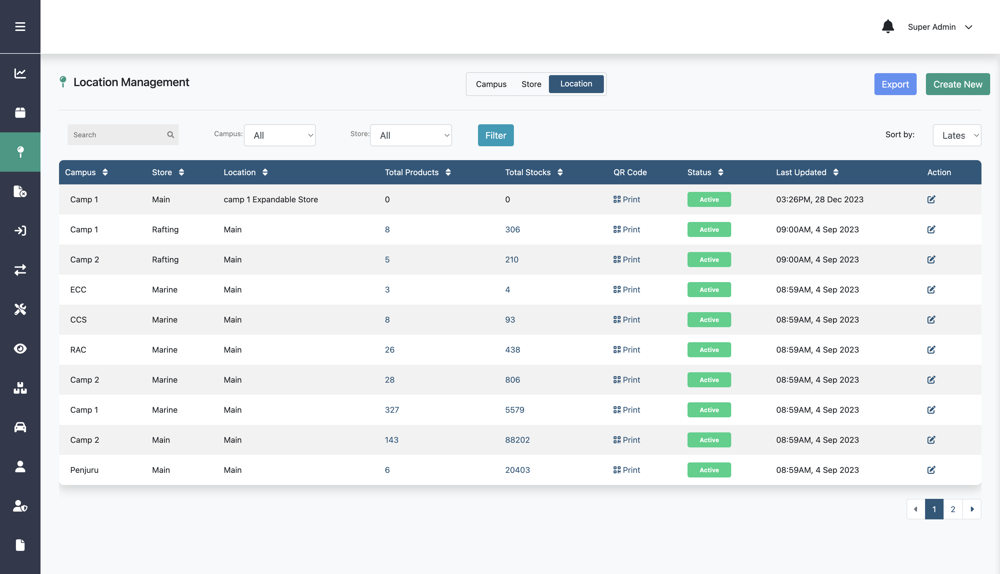 Super Admin
Location Management
Campus Store Location
Export Create New
Search Campus: All Store: All Filter Sort by: Lates
Campus Store Location Total Products Total Stocks QR Code Status Last Updated Action
Camp 1 Main camp 1 Expandable Store 0 0 Print Active 03:26PM, 28 Dec 2023
Camp 1 Rafting Main 8 306 Print Active 09:00AM, 4 Sep 2023
Camp 2 Rafting Main 5 210 Print Active 09:00AM, 4 Sep 2023
ECC Marine Main 3 4 Print Active 08:59AM, 4 Sep 2023
CCS Marine Main 8 93 Print Active 08:59AM, 4 Sep 2023
RAC Marine Main 26 438 Print Active 08:59AM, 4 Sep 2023
Camp 2 Marine Main 28 806 Print Active 08:59AM, 4 Sep 2023
Camp 1 Marine Main 327 5579 Print Active 08:59AM, 4 Sep 2023
Camp 2 Main Main 143 88202 Print Active 08:59AM, 4 Sep 2023
Penjuru Main Main 6 20403 Print Active 08:59AM, 4 Sep 2023
1 2